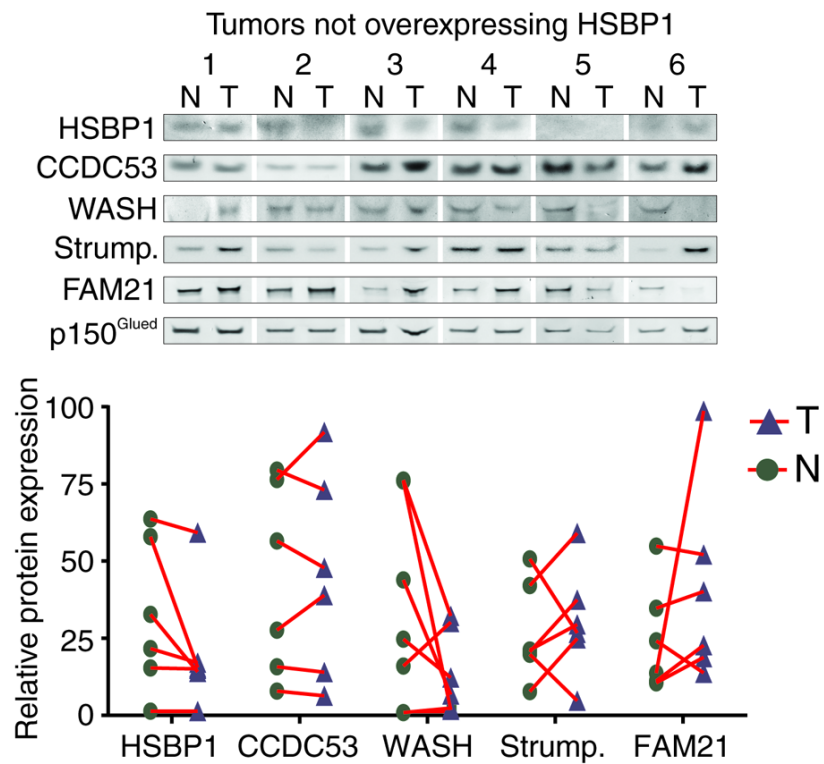 Tumors not overexpressing HSBP1
1 2 3 4 5 6
N T N T N T N T N T N T
HSBP1
CCDC53
WASH
Strump.
FAM21
p150Glued
Relative protein expression
100
75
50
25
0
HSBP1 CCDC53 WASH Strump. FAM21
T
N